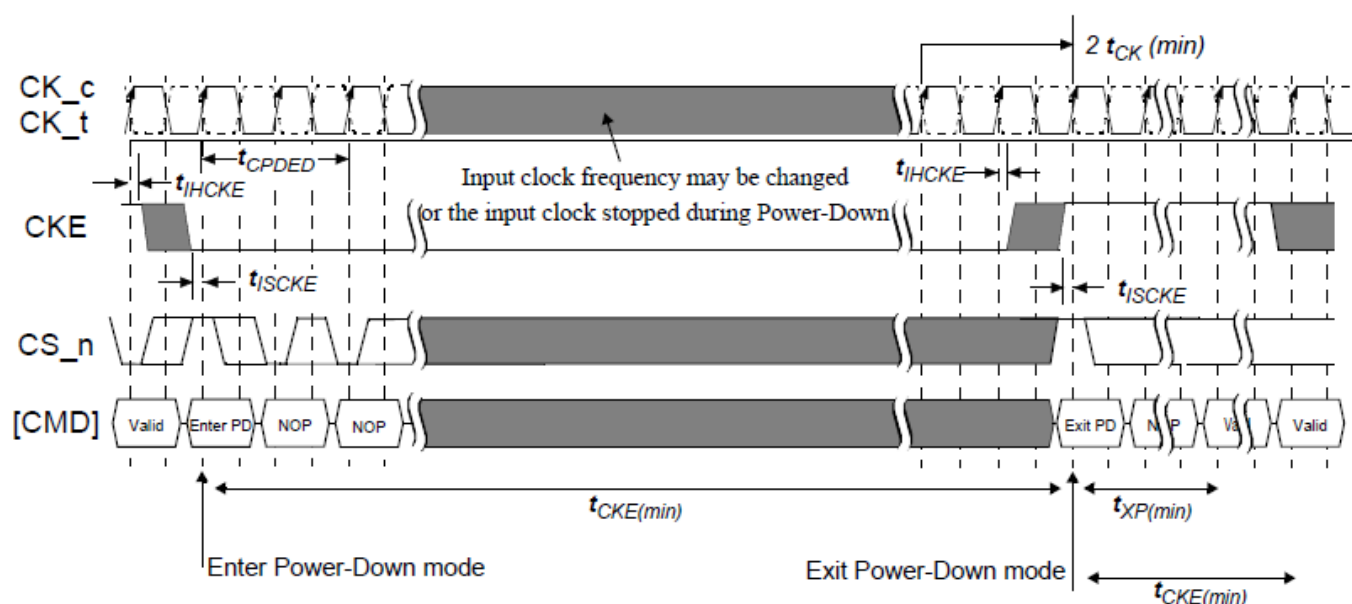 2 tCK (min)
CK_c
CK_t
tCPDED
tIHCKE
Input clock frequency may be changed
or the input clock stopped during Power-Down
tIHCKE
CKE
tISCKE
tISCKE
CS_n
[CMD]
Valid
Enter PD
NOP
NOP
Exit PD
Valid
tCKE(min)
tXP(min)
Enter Power-Down mode
Exit Power-Down mode
tCKE(min)